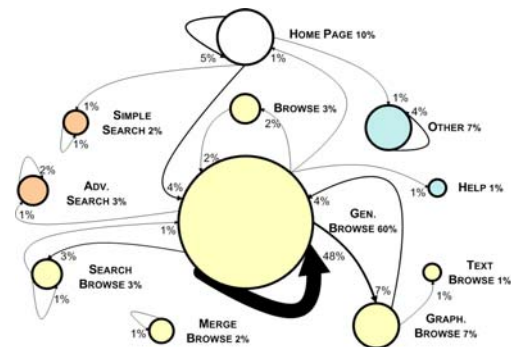 HOME PAGE 10%
5%
1%
1%
SIMPLE
SEARCH 2%
1%
BROWSE 3%
2%
1%
4%
OTHER 7%
2%
ADV.
SEARCH 3%
1%
2%
4%
1%
4%
1%
HELP 1%
GEN.
BROWSE 60%
48%
3%
SEARCH
BROWSE 3%
1%
7%
TEXT
BROWSE 1%
1%
MERGE
BROWSE 2%
1%
GRAPH.
BROWSE 7%